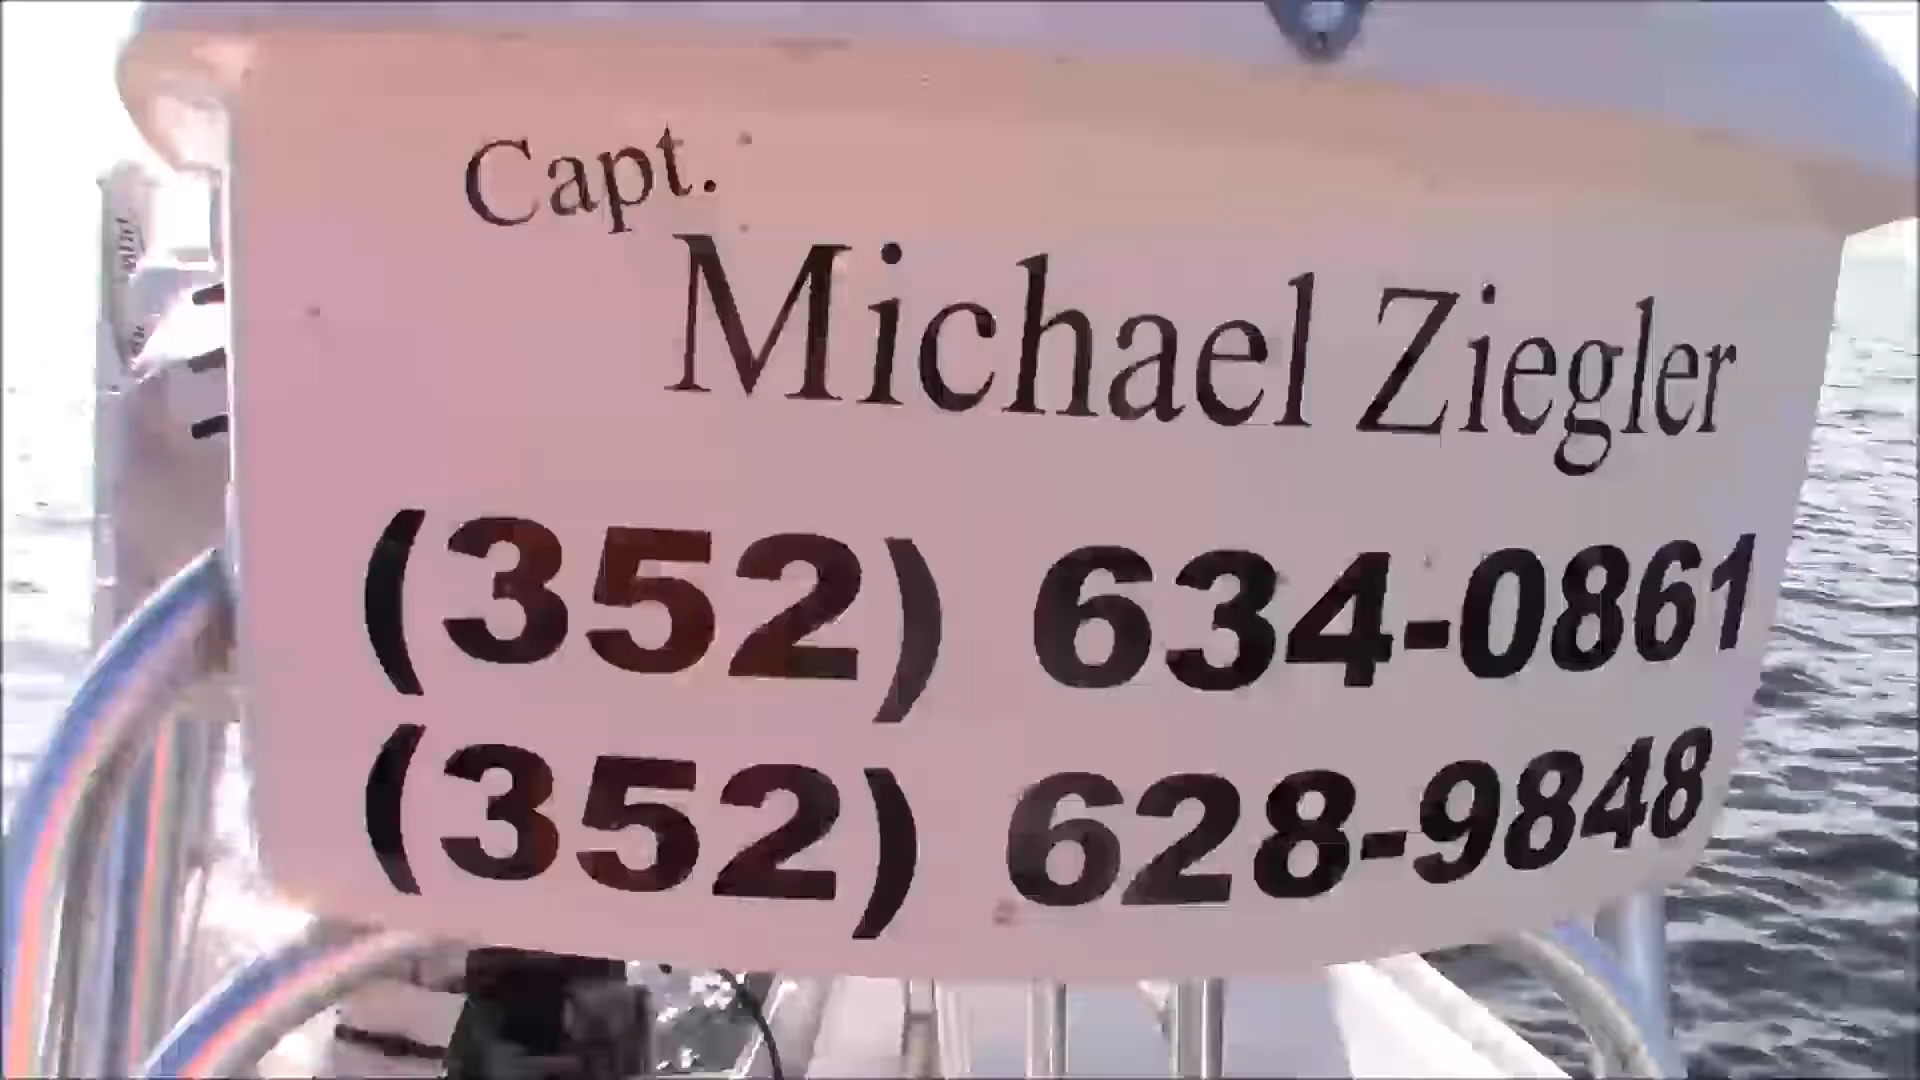 Capt.
Michael Ziegler
(352) 634-0861
(352) 628-9848